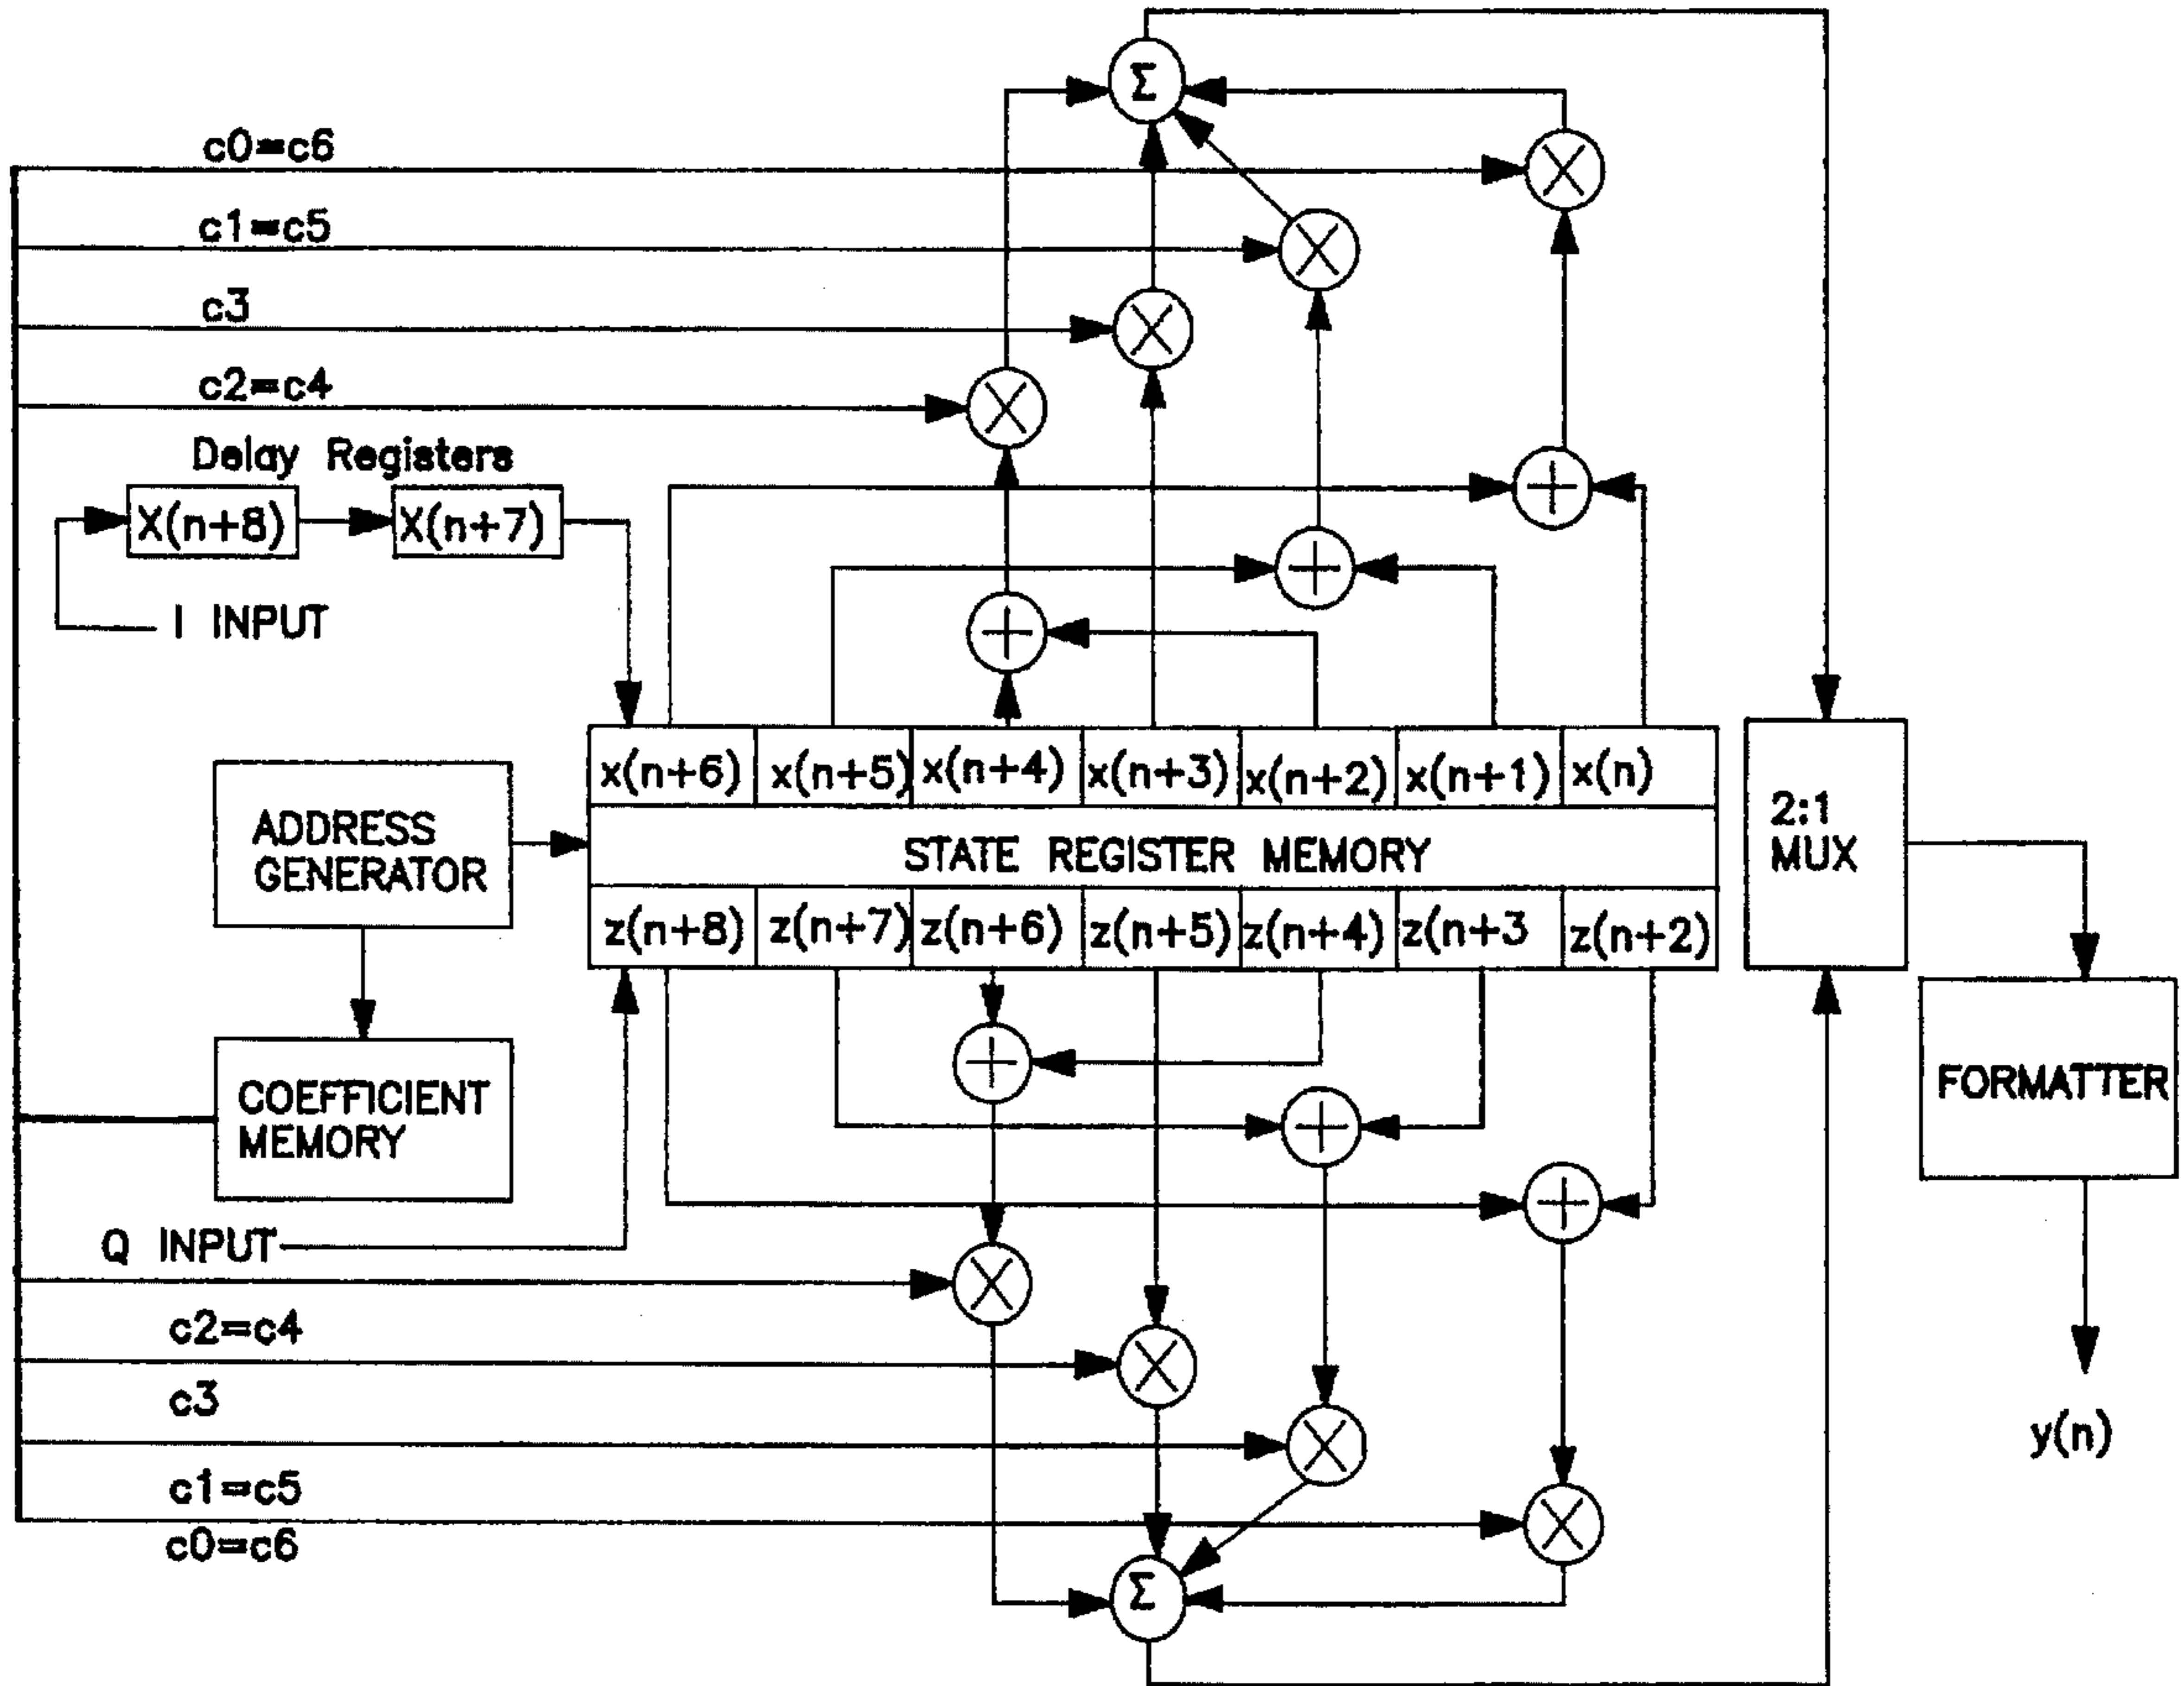 Σ
c0=c6
c1=c5
c3
c2=c4
Delay Registers
X(n+8) X(n+7)
I INPUT
x(n+6) x(n+5) x(n+4) x(n+3) x(n+2) x(n+1) x(n)
ADDRESS
GENERATOR
STATE REGISTER MEMORY
2:1
MUX
z(n+8) z(n+7) z(n+6) z(n+5) z(n+4) z(n+3 z(n+2)
COEFFICIENT
MEMORY
FORMATTER
Q INPUT
c2=c4
c3
c1=c5
c0=c6
Σ
y(n)